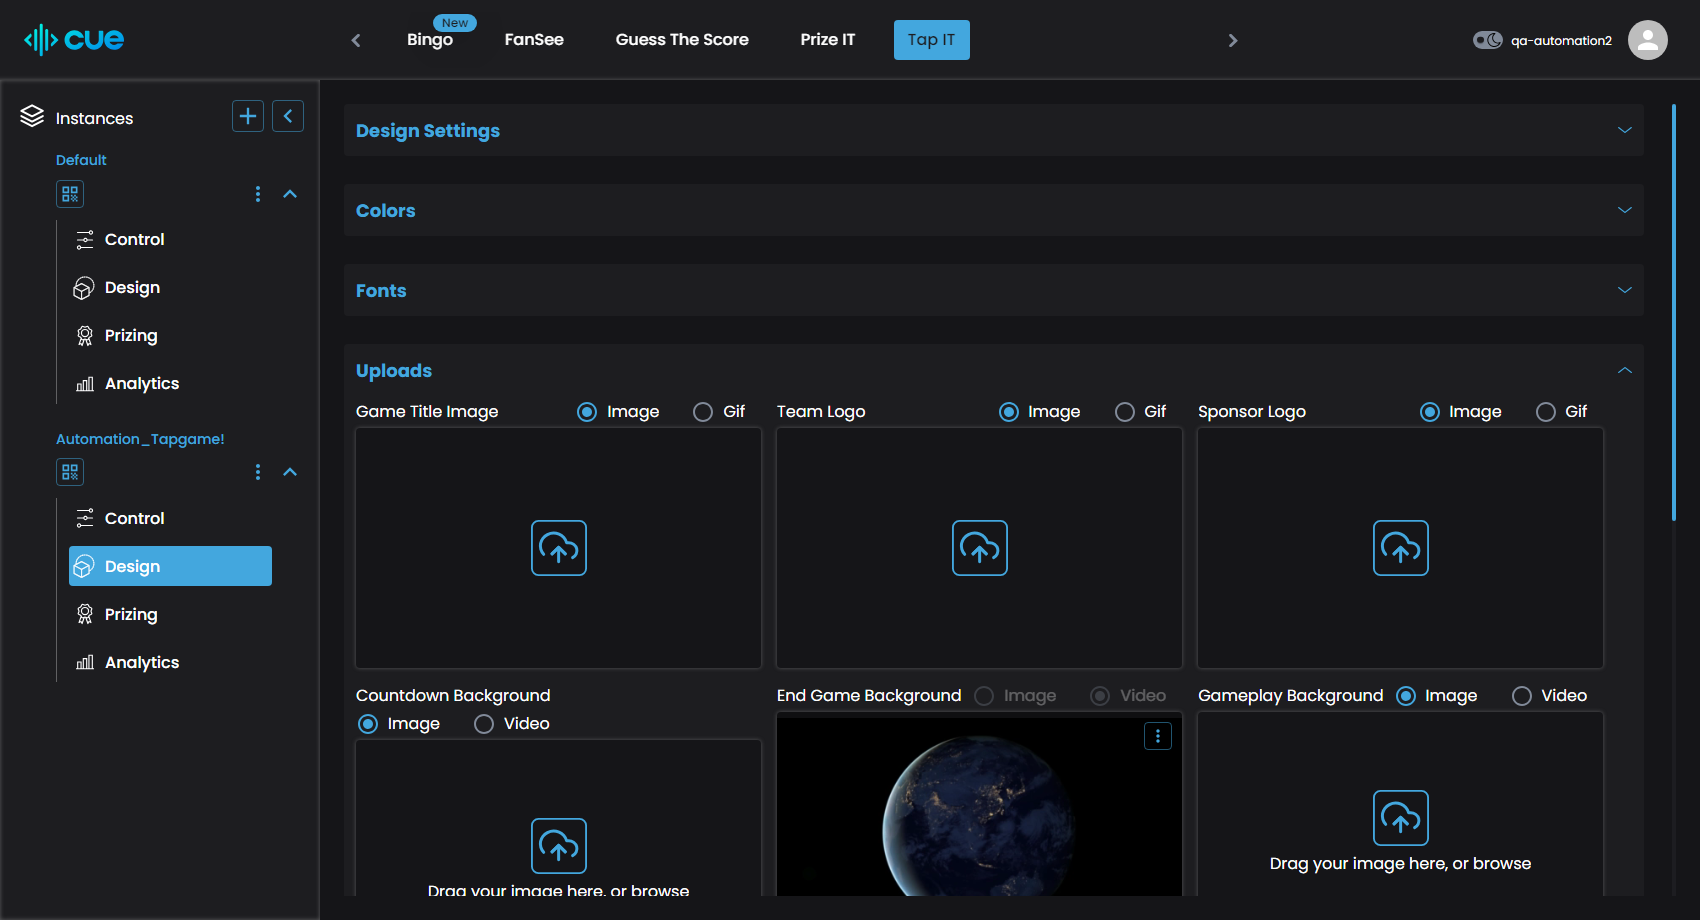 cue
New
Bingo
FanSee
Guess The Score
Prize IT
Tap IT
qa-automation2
Instances
Default
Control
Design
Prizing
Analytics
Automation_Tapgame!
Control
Design
Prizing
Analytics
Design Settings
Colors
Fonts
Uploads
Game Title Image Image Gif
Team Logo Image Gif
Sponsor Logo Image Gif
Countdown Background
Image Video
Drag your image here, or browse
End Game Background Image Video
Gameplay Background Image Video
Drag your image here, or browse